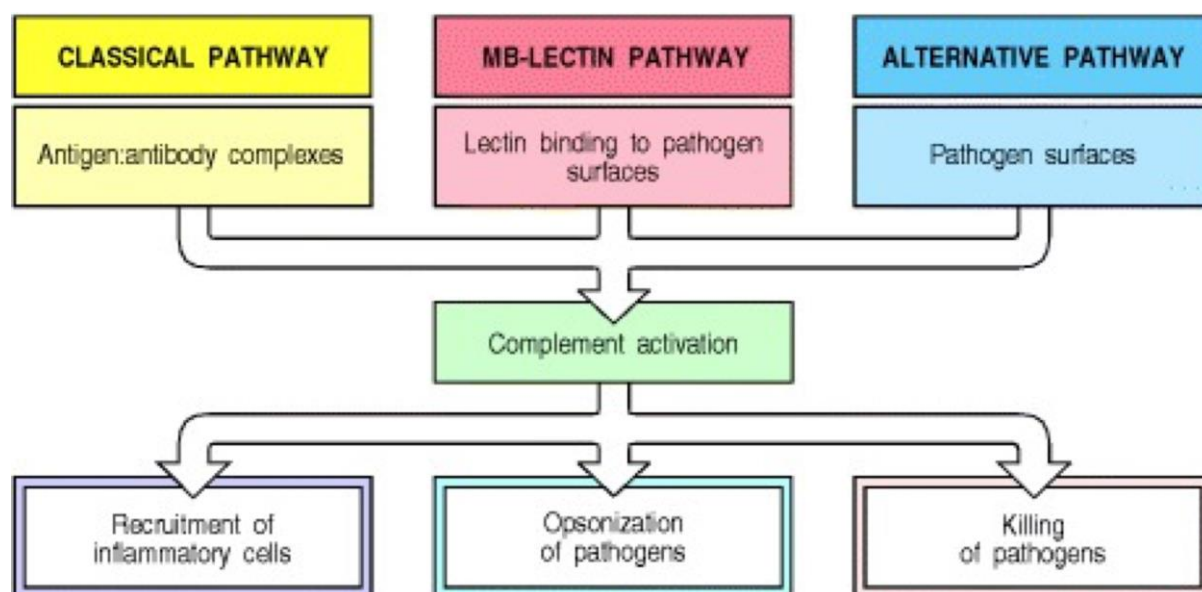 CLASSICAL PATHWAY
MB-LECTIN PATHWAY
ALTERNATIVE PATHWAY
Antigen:antibody complexes
Lectin binding to pathogen
surfaces
Pathogen surfaces
Complement activation
Recruitment of
inflammatory cells
Opsonization
of pathogens
Killing
of pathogens